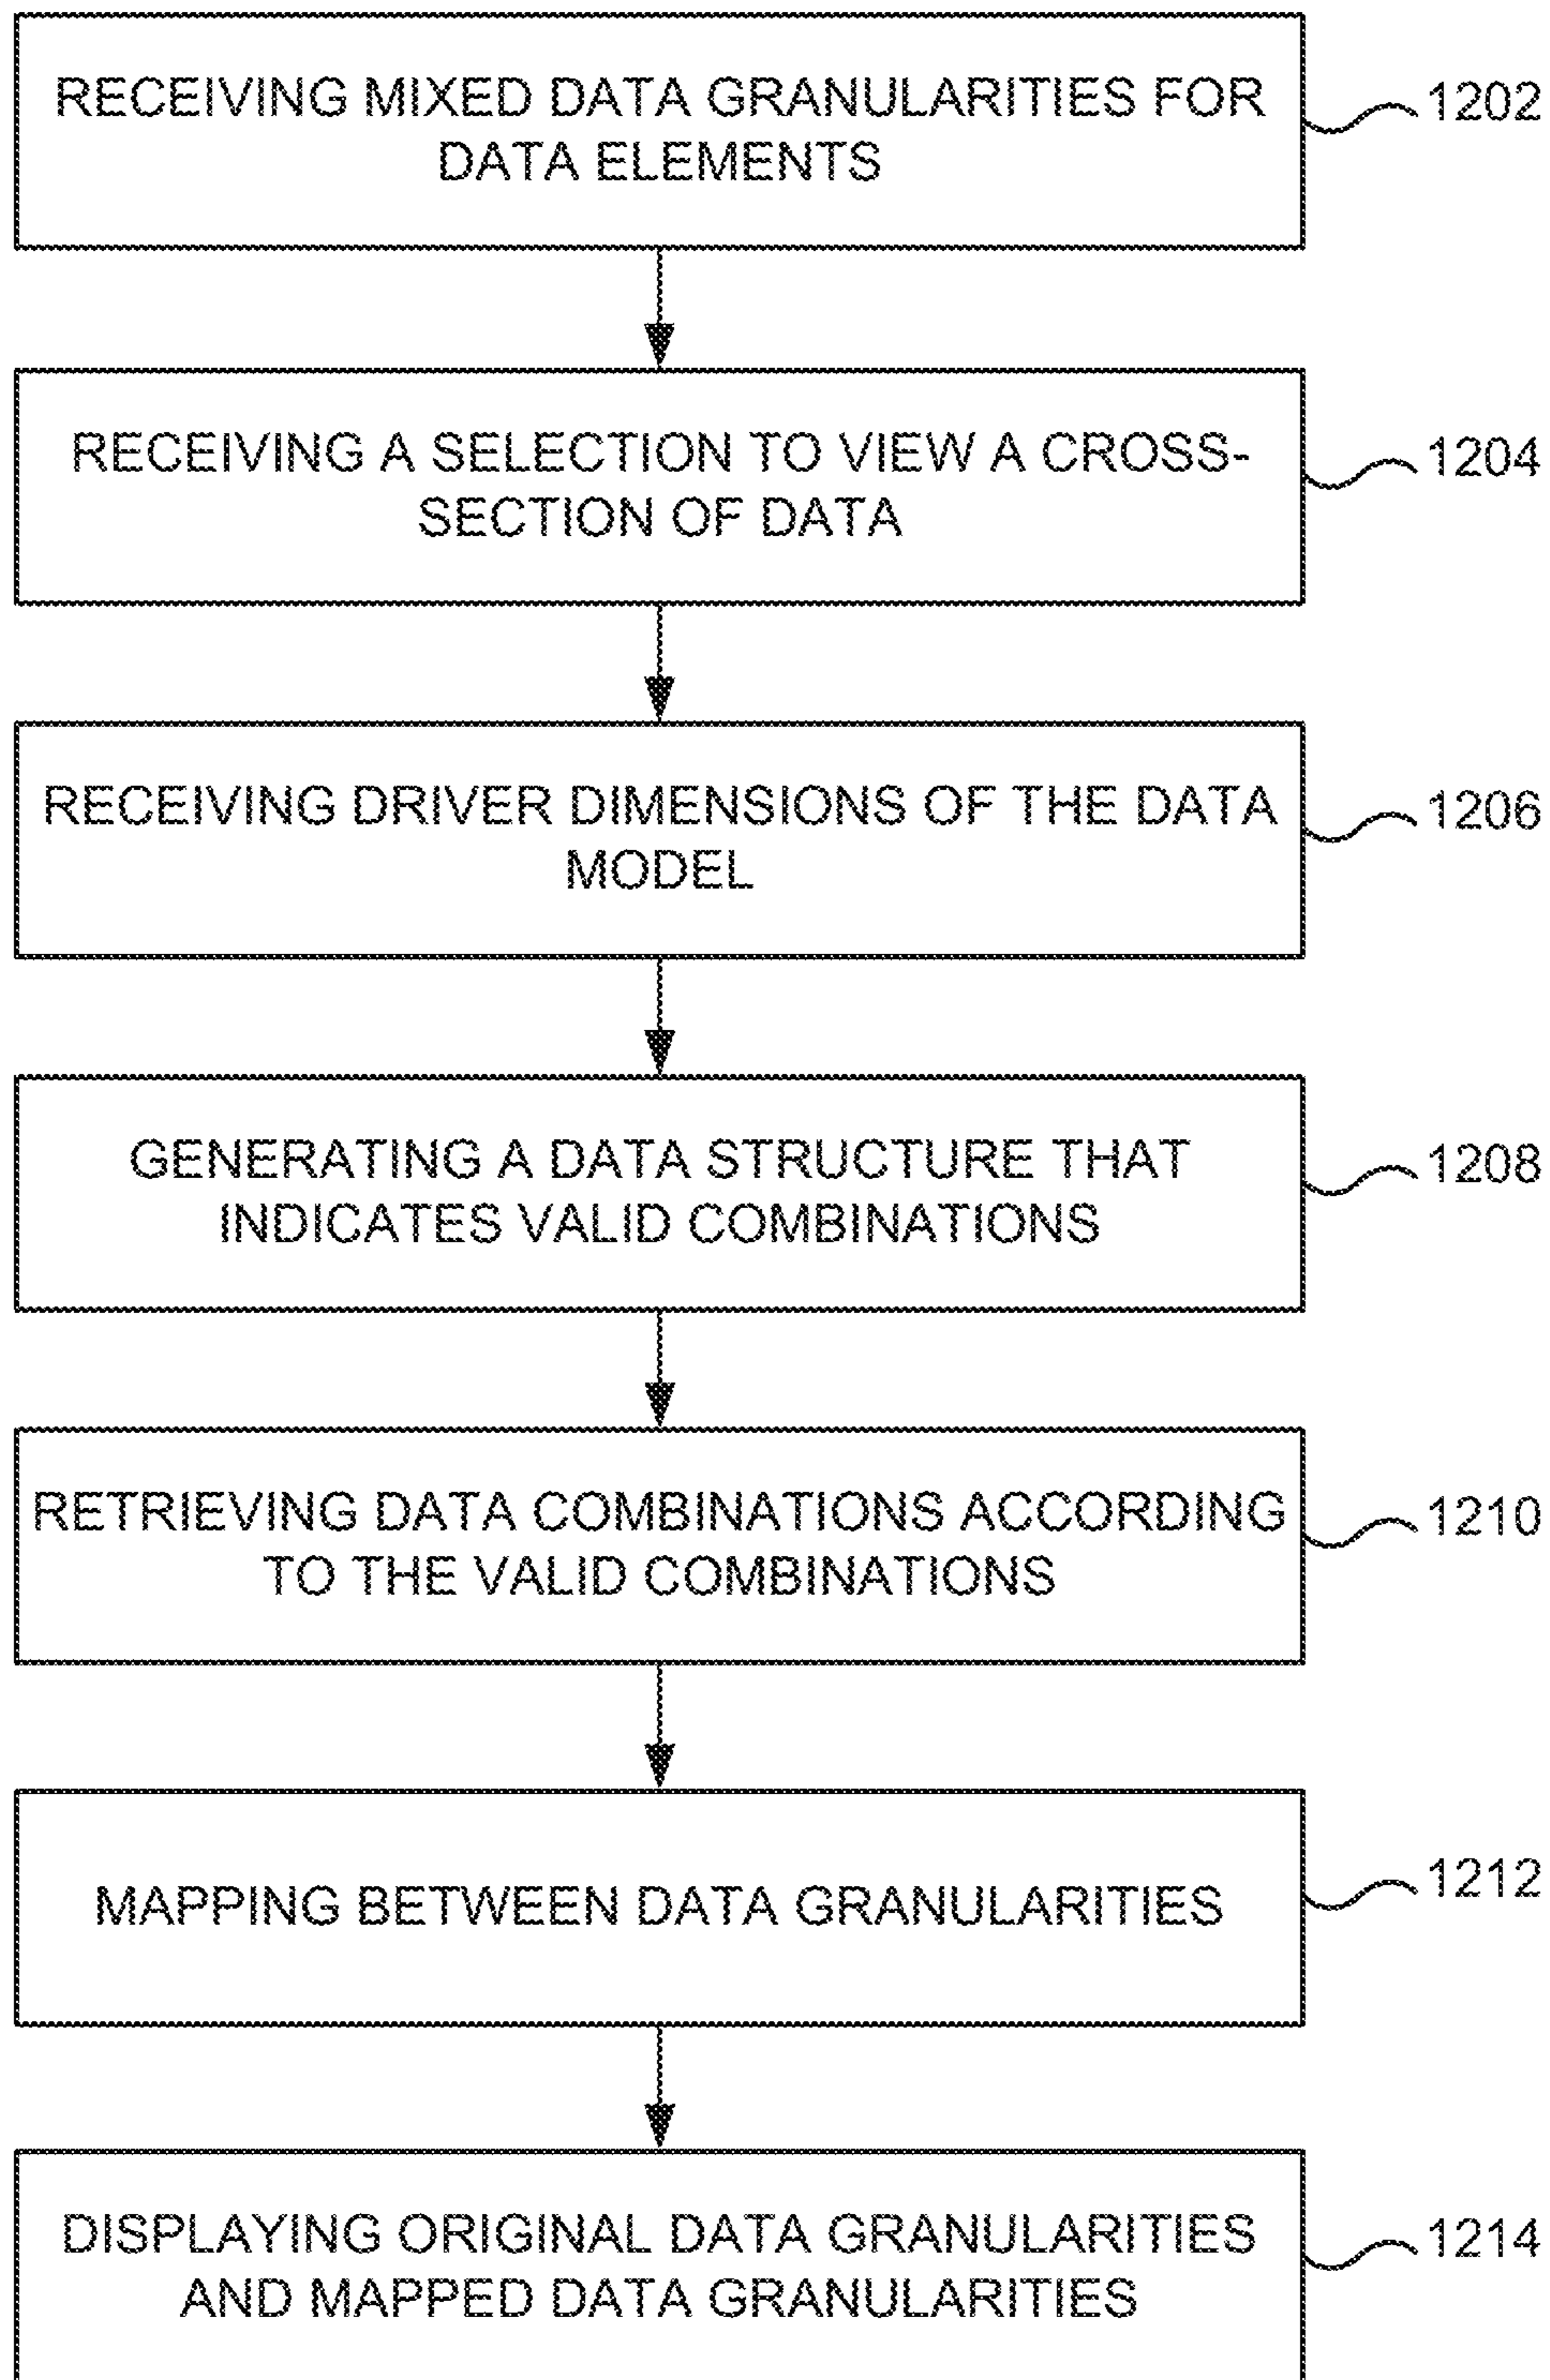 RECEIVING MIXED DATA GRANULARITIES FOR
DATA ELEMENTS
1202
RECEIVING A SELECTION TO VIEW A CROSS-
SECTION OF DATA
1204
RECEIVING DRIVER DIMENSIONS OF THE DATA
MODEL
1206
GENERATING A DATA STRUCTURE THAT
INDICATES VALID COMBINATIONS
1208
RETRIEVING DATA COMBINATIONS ACCORDING
TO THE VALID COMBINATIONS
1210
MAPPING BETWEEN DATA GRANULARITIES
1212
DISPLAYING ORIGINAL DATA GRANULARITIES
AND MAPPED DATA GRANULARITIES
1214